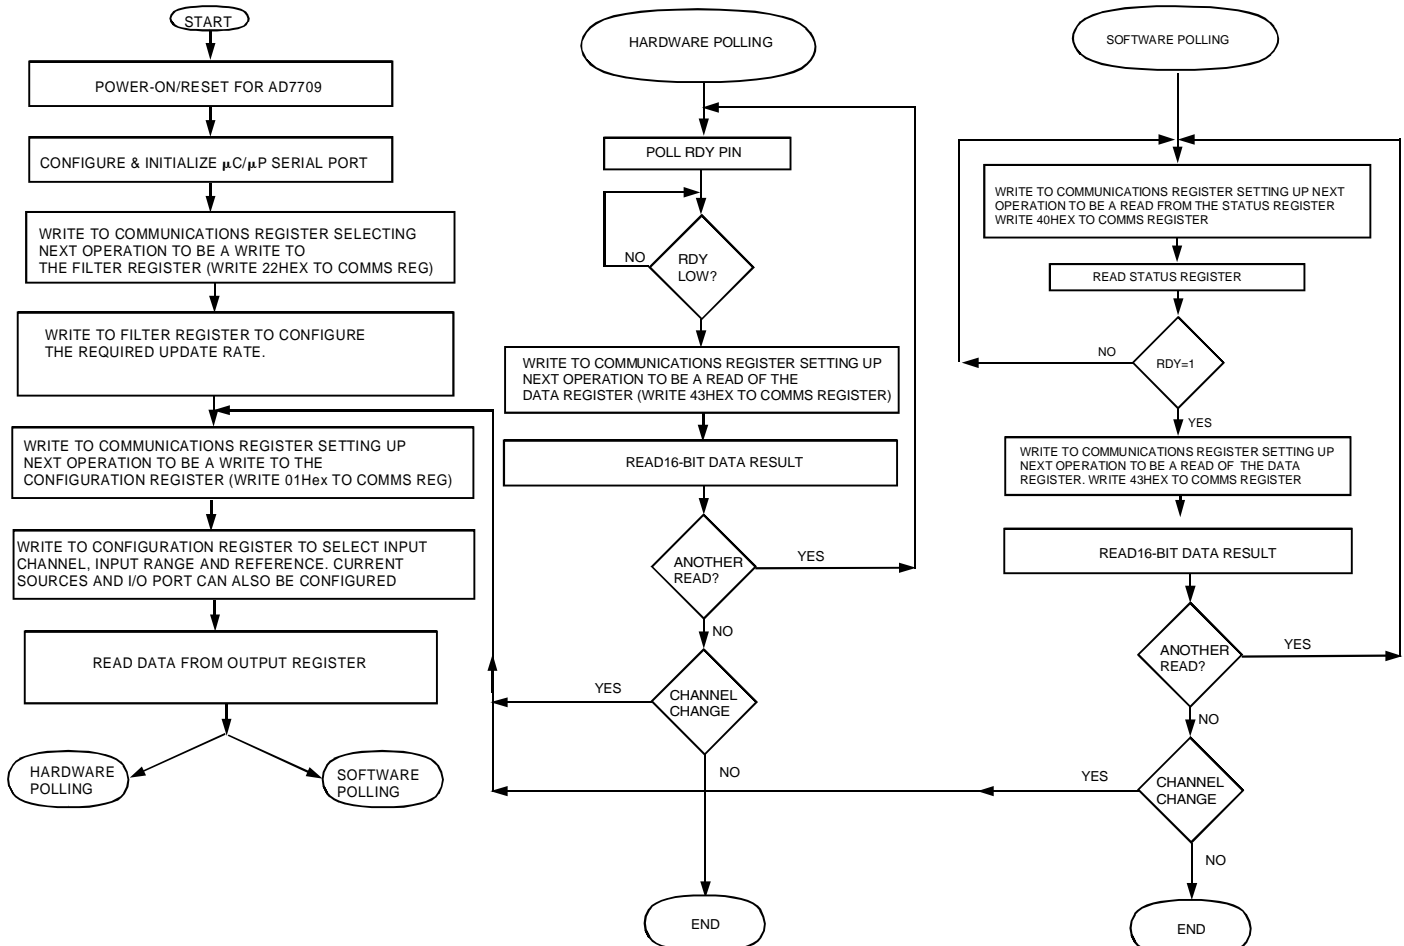 START
POWER-ON/RESET FOR AD7709
CONFIGURE & INITIALIZE μC/μP SERIAL PORT
WRITE TO COMMUNICATIONS REGISTER SELECTING
NEXT OPERATION TO BE A WRITE TO
THE FILTER REGISTER (WRITE 22HEX TO COMMS REG)
WRITE TO FILTER REGISTER TO CONFIGURE
THE REQUIRED UPDATE RATE.
WRITE TO COMMUNICATIONS REGISTER SETTING UP
NEXT OPERATION TO BE A WRITE TO THE
CONFIGURATION REGISTER (WRITE 01Hex TO COMMS REG)
WRITE TO CONFIGURATION REGISTER TO SELECT INPUT
CHANNEL, INPUT RANGE AND REFERENCE. CURRENT
SOURCES AND I/O PORT CAN ALSO BE CONFIGURED
READ DATA FROM OUTPUT REGISTER
HARDWARE
POLLING
SOFTWARE
POLLING
HARDWARE POLLING
POLL RDY PIN
RDY
LOW?
NO
WRITE TO COMMUNICATIONS REGISTER SETTING UP
NEXT OPERATION TO BE A READ OF THE
DATA REGISTER (WRITE 43HEX TO COMMS REGISTER)
READ16-BIT DATA RESULT
ANOTHER
READ?
YES
NO
CHANNEL
CHANGE
YES
NO
END
SOFTWARE POLLING
WRITE TO COMMUNICATIONS REGISTER SETTING UP NEXT
OPERATION TO BE A READ FROM THE STATUS REGISTER
WRITE 40HEX TO COMMS REGISTER
READ STATUS REGISTER
RDY=1
NO
YES
WRITE TO COMMUNICATIONS REGISTER SETTING UP
NEXT OPERATION TO BE A READ OF THE DATA
REGISTER. WRITE 43HEX TO COMMS REGISTER
READ16-BIT DATA RESULT
ANOTHER
READ?
YES
NO
CHANNEL
CHANGE
YES
NO
END